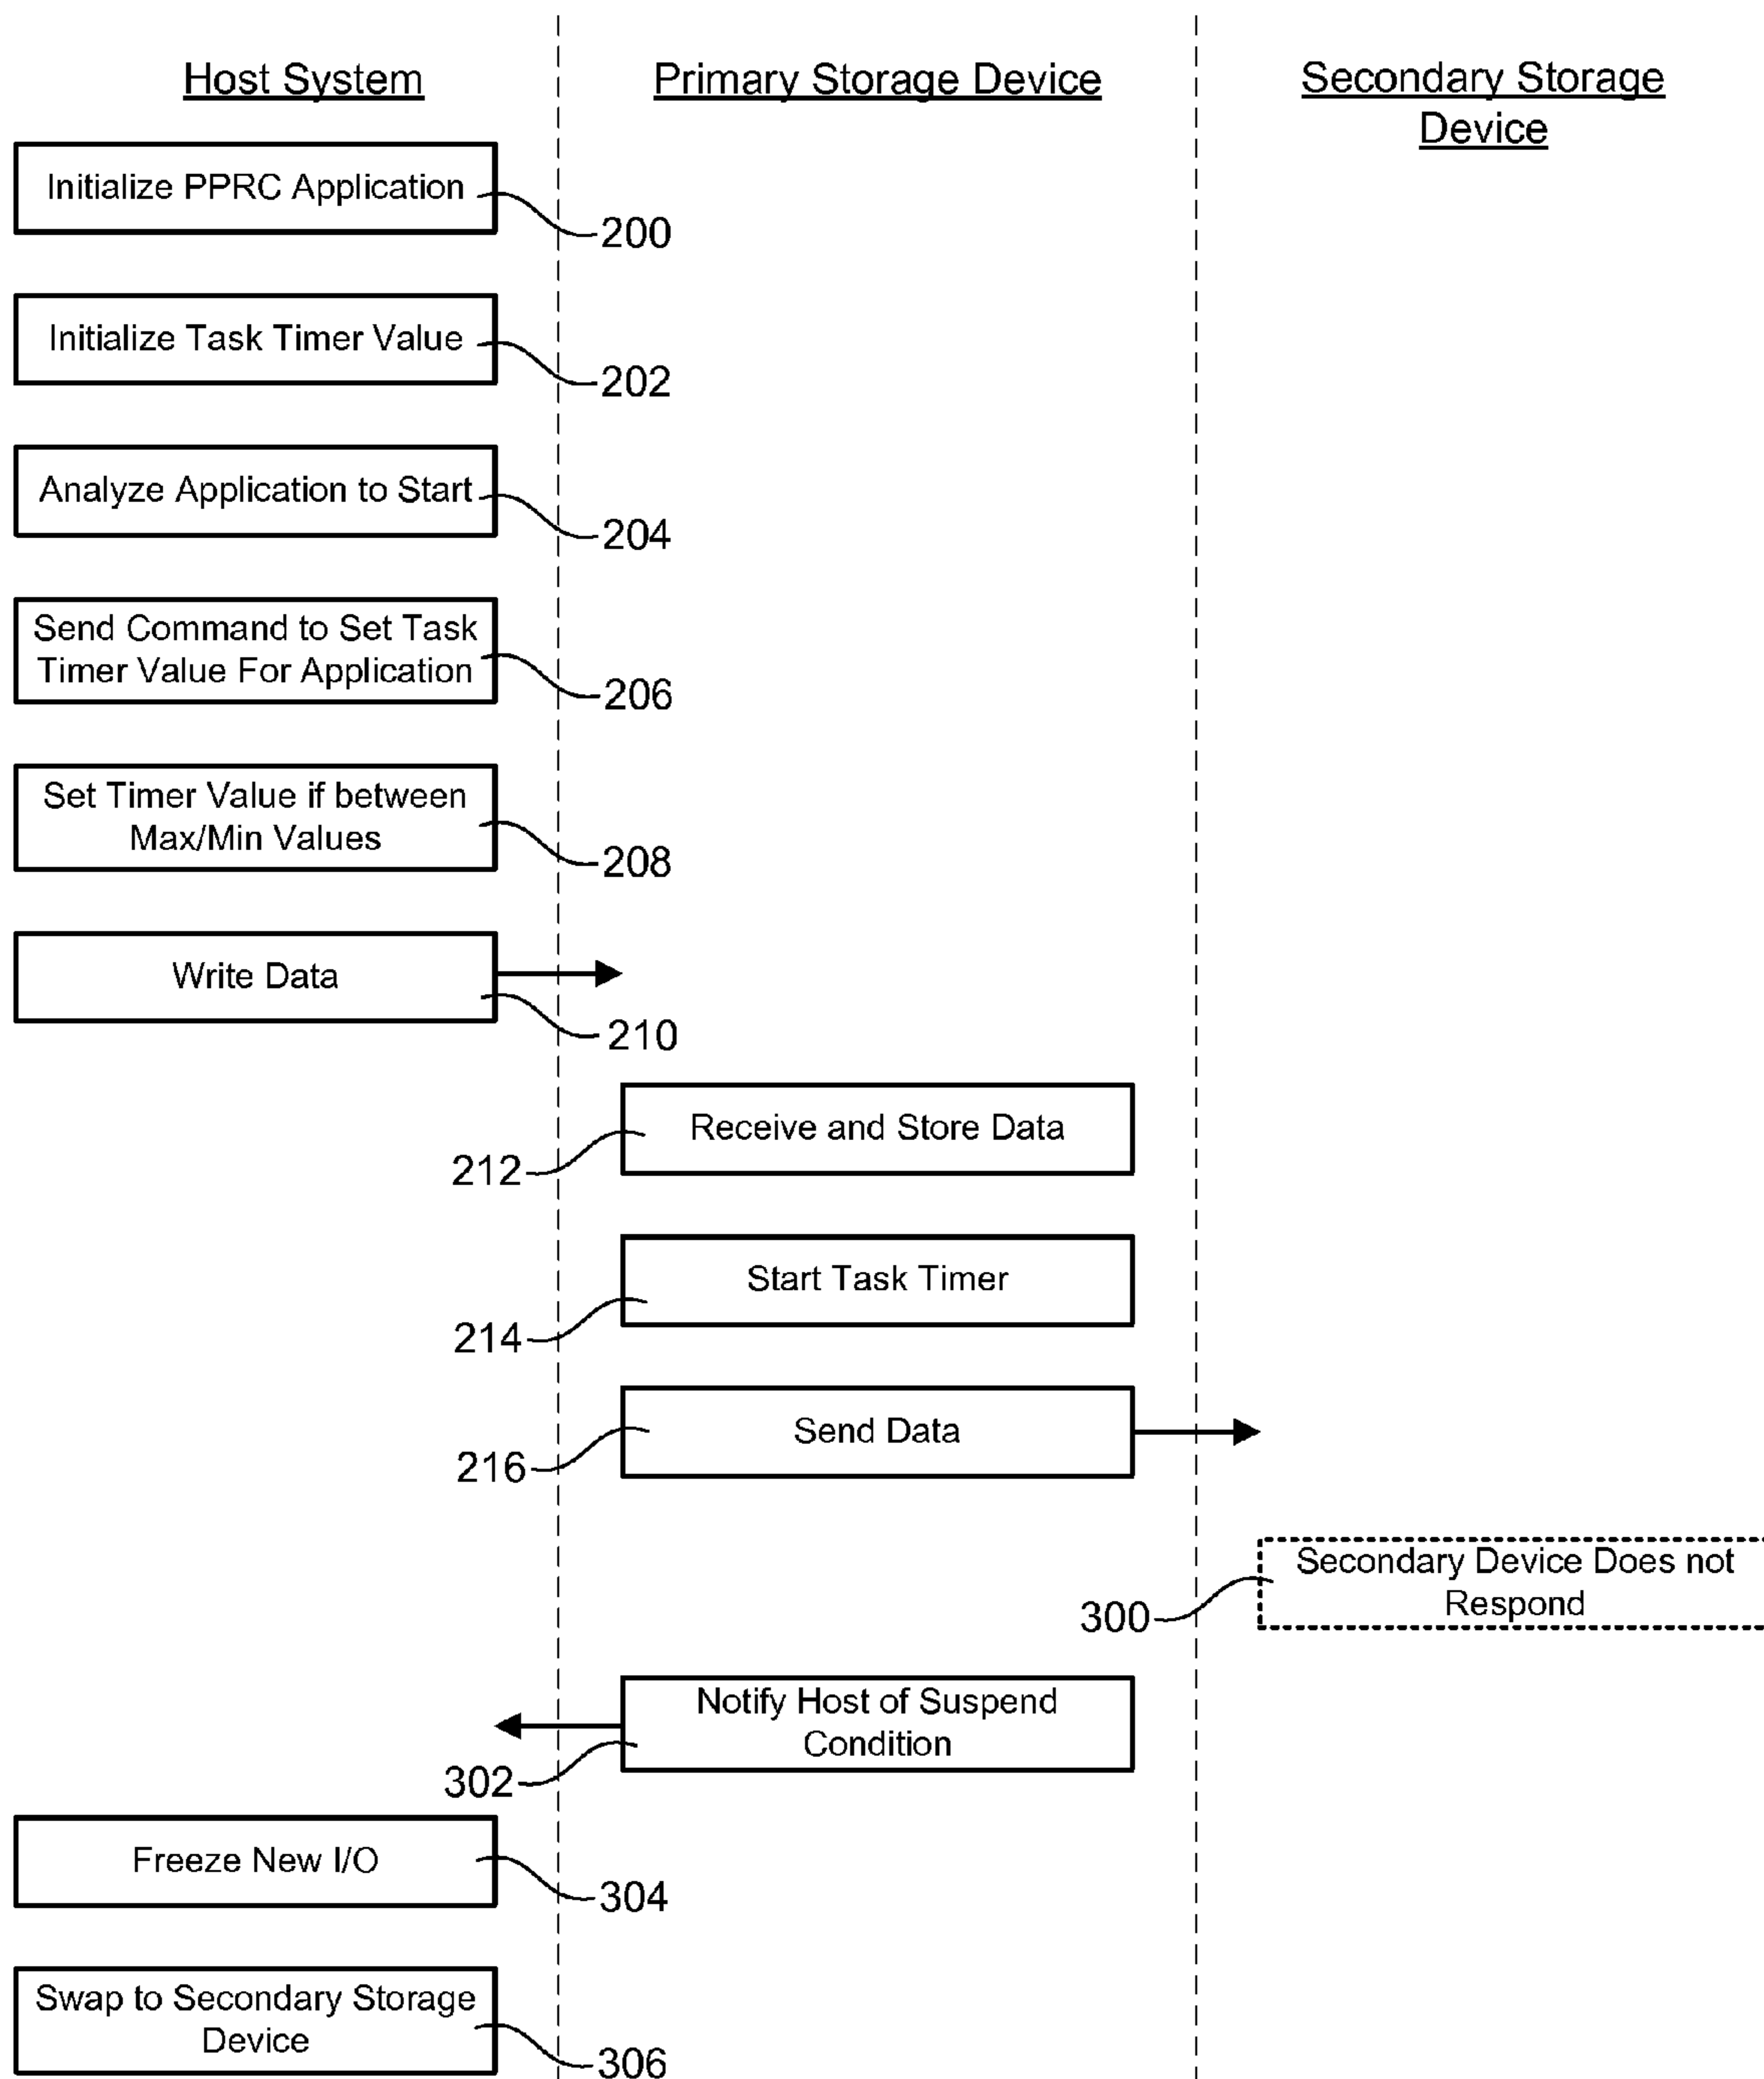 Host System
Primary Storage Device
Secondary Storage
Device
Initialize PPRC Application
200
Initialize Task Timer Value
202
Analyze Application to Start
204
Send Command to Set Task
Timer Value For Application
206
Set Timer Value if between
Max/Min Values
208
Write Data
210
Receive and Store Data
212
Start Task Timer
214
Send Data
216
Secondary Device Does not
Respond
300
Notify Host of Suspend
Condition
302
Freeze New I/O
304
Swap to Secondary Storage
Device
306